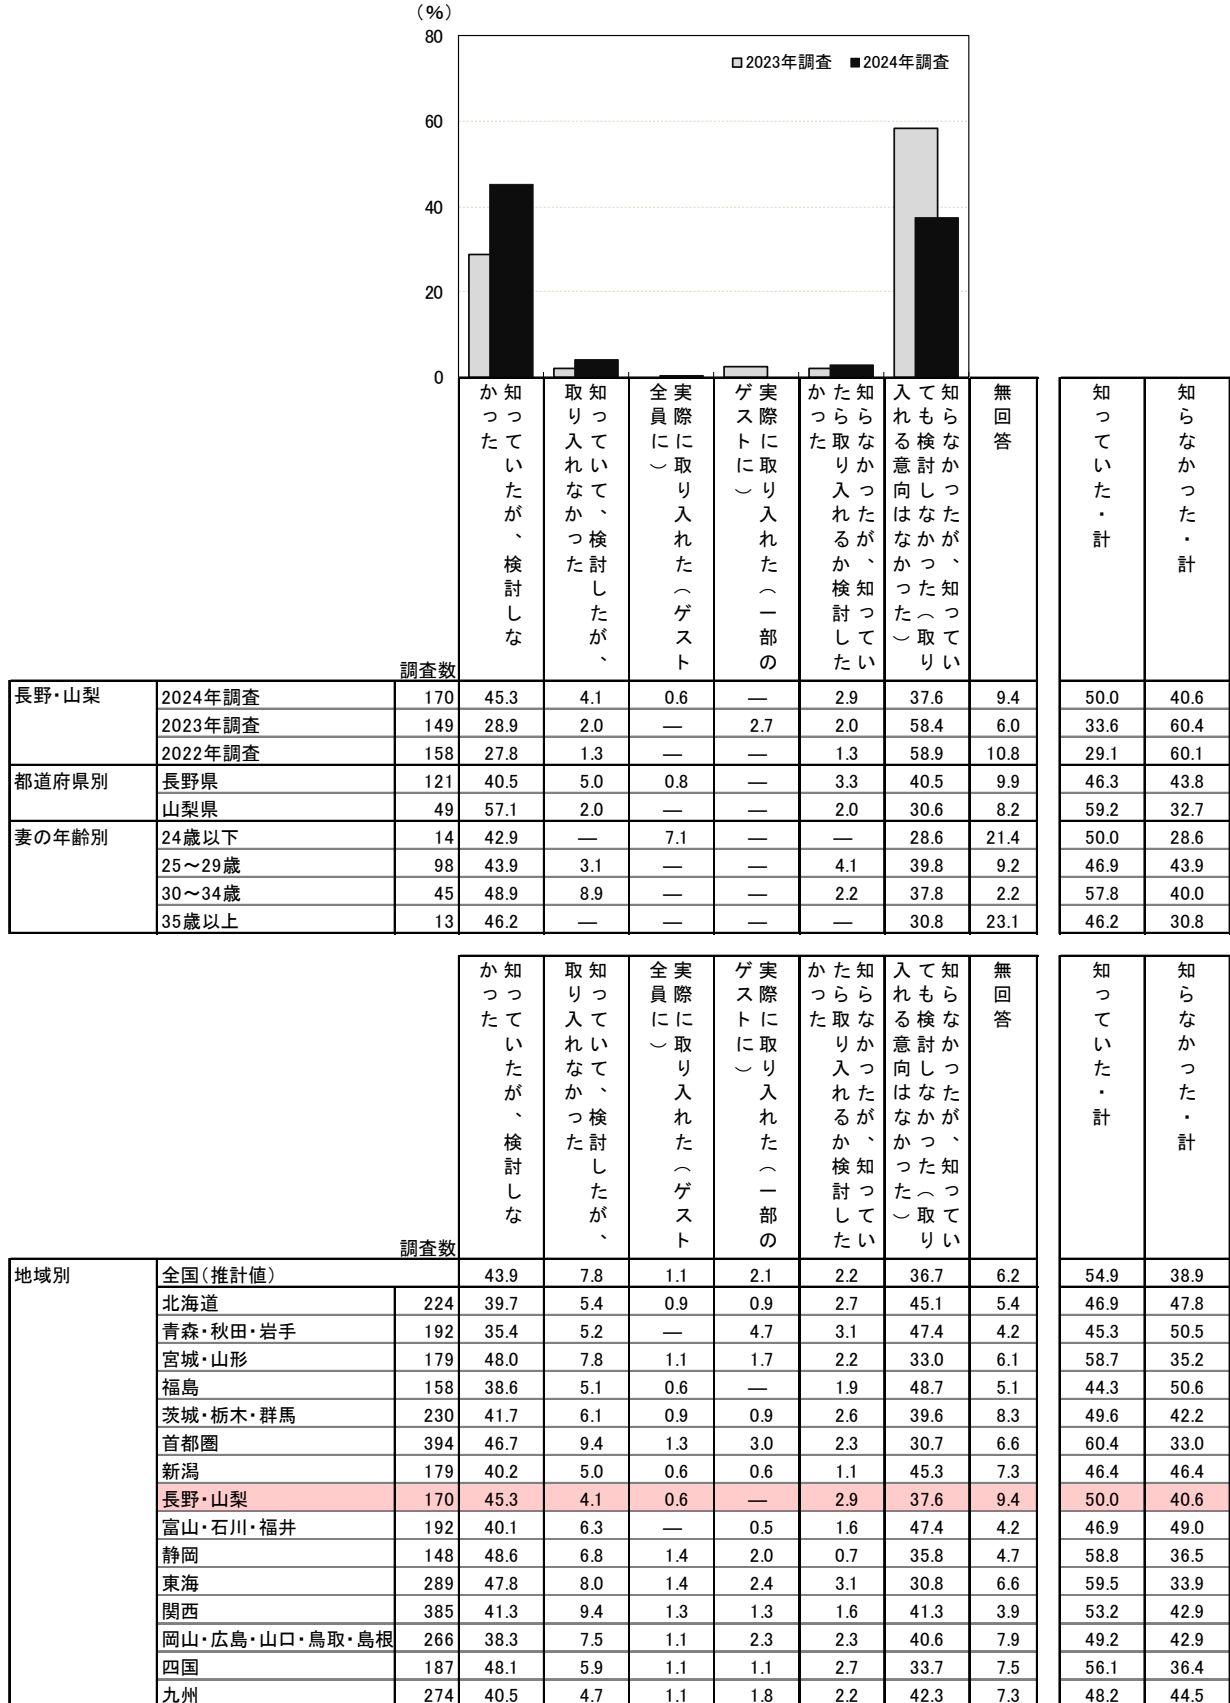 （%）
80
60
40
20
0
2023年調査 2024年調査
知っていたが、検討しな
かった
知っていて、検討したが、
取り入れなかった
実際に取り入れた（ゲスト
全員に）
実際に取り入れた（一部の
ゲストに）
知らなかったが、知ってい
たら取り入れるか検討した
かった
知らなかったが、知ってい
ても検討しなかった（取り
入れる意向はなかった）
無回答
知っていた・計
知らなかった・計
調査数
長野・山梨 2024年調査 170 45.3 4.1 0.6 ― 2.9 37.6 9.4 50.0 40.6
2023年調査 149 28.9 2.0 ― 2.7 2.0 58.4 6.0 33.6 60.4
2022年調査 158 27.8 1.3 ― ― 1.3 58.9 10.8 29.1 60.1
都道府県別 長野県 121 40.5 5.0 0.8 ― 3.3 40.5 9.9 46.3 43.8
山梨県 49 57.1 2.0 ― ― 2.0 30.6 8.2 59.2 32.7
妻の年齢別 24歳以下 14 42.9 ― 7.1 ― ― 28.6 21.4 50.0 28.6
25～29歳 98 43.9 3.1 ― ― 4.1 39.8 9.2 46.9 43.9
30～34歳 45 48.9 8.9 ― ― 2.2 37.8 2.2 57.8 40.0
35歳以上 13 46.2 ― ― ― ― 30.8 23.1 46.2 30.8
知っていたが、検討しな
かった
知っていて、検討したが、
取り入れなかった
実際に取り入れた（ゲスト
全員に）
実際に取り入れた（一部の
ゲストに）
知らなかったが、知ってい
たら取り入れるか検討した
かった
知らなかったが、知ってい
ても検討しなかった（取り
入れる意向はなかった）
無回答
知っていた・計
知らなかった・計
調査数
地域別 全国（推計値） 43.9 7.8 1.1 2.1 2.2 36.7 6.2 54.9 38.9
北海道 224 39.7 5.4 0.9 0.9 2.7 45.1 5.4 46.9 47.8
青森・秋田・岩手 192 35.4 5.2 ― 4.7 3.1 47.4 4.2 45.3 50.5
宮城・山形 179 48.0 7.8 1.1 1.7 2.2 33.0 6.1 58.7 35.2
福島 158 38.6 5.1 0.6 ― 1.9 48.7 5.1 44.3 50.6
茨城・栃木・群馬 230 41.7 6.1 0.9 0.9 2.6 39.6 8.3 49.6 42.2
首都圏 394 46.7 9.4 1.3 3.0 2.3 30.7 6.6 60.4 33.0
新潟 179 40.2 5.0 0.6 0.6 1.1 45.3 7.3 46.4 46.4
長野・山梨 170 45.3 4.1 0.6 ― 2.9 37.6 9.4 50.0 40.6
富山・石川・福井 192 40.1 6.3 ― 0.5 1.6 47.4 4.2 46.9 49.0
静岡 148 48.6 6.8 1.4 2.0 0.7 35.8 4.7 58.8 36.5
東海 289 47.8 8.0 1.4 2.4 3.1 30.8 6.6 59.5 33.9
関西 385 41.3 9.4 1.3 1.3 1.6 41.3 3.9 53.2 42.9
岡山・広島・山口・鳥取・島根 266 38.3 7.5 1.1 2.3 2.3 40.6 7.9 49.2 42.9
四国 187 48.1 5.9 1.1 1.1 2.7 33.7 7.5 56.1 36.4
九州 274 40.5 4.7 1.1 1.8 2.2 42.3 7.3 48.2 44.5